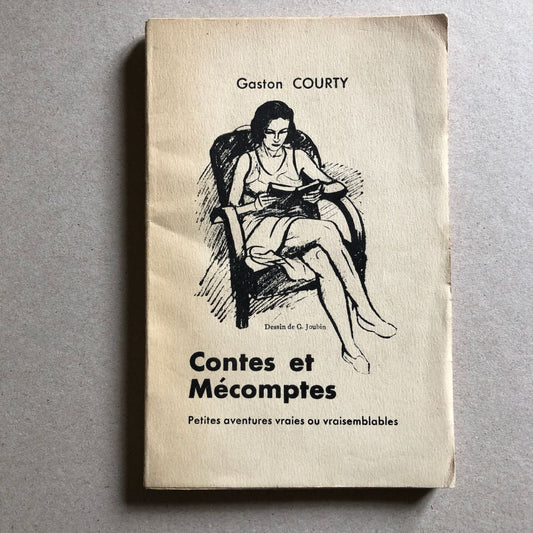 Gaston COURTY
Dessin de G. Joubin
Contes et
Mécomptes
Petites aventures vraies ou vraisemblables